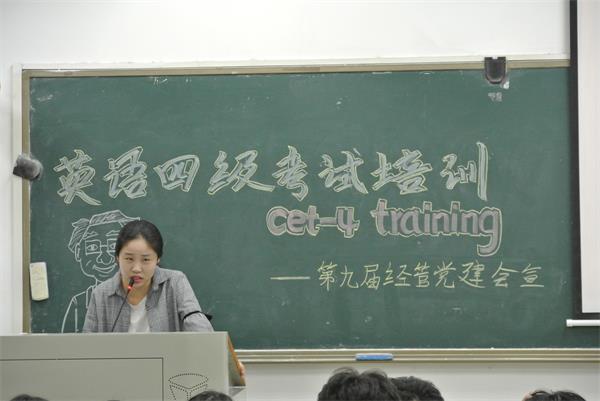 英语四级考试培训
cet-4 training
——第九届经管党建会宣